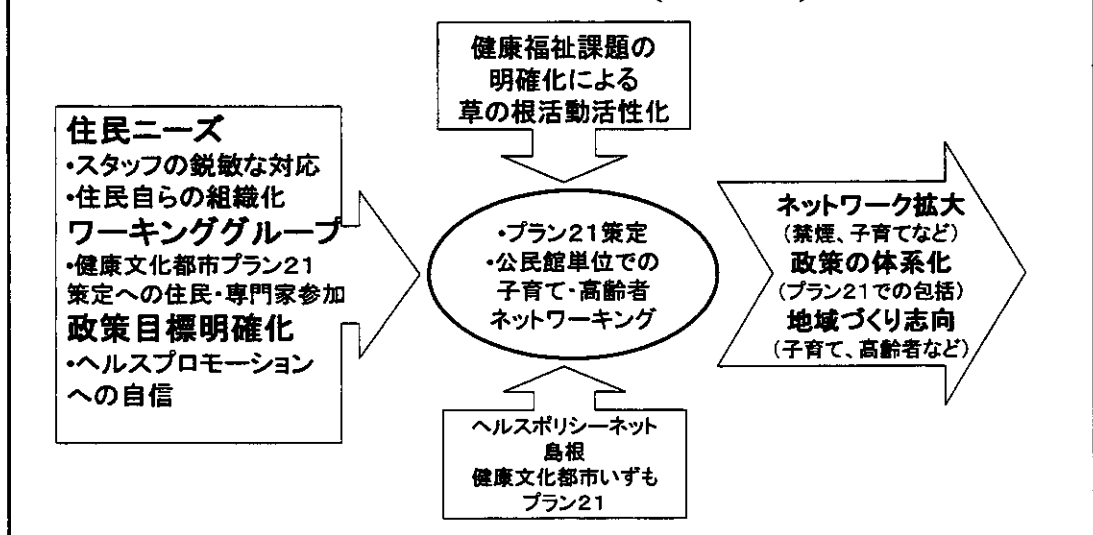 健康福祉課題の
明確化による
草の根活動活性化
住民ニーズ
・スタッフの鋭敏な対応
・住民自らの組織化
ワーキンググループ
・健康文化都市プラン21
策定への住民・専門家参加
政策目標明確化
・ヘルスプロモーション
への自信
・プラン21策定
・公民館単位での
子育て・高齢者
ネットワーキング
ネットワーク拡大
(禁煙、子育てなど)
政策の体系化
(プラン21での包括)
地域づくり志向
(子育て、高齢者など)
ヘルスポリシーネット
島根
健康文化都市いずも
プラン21